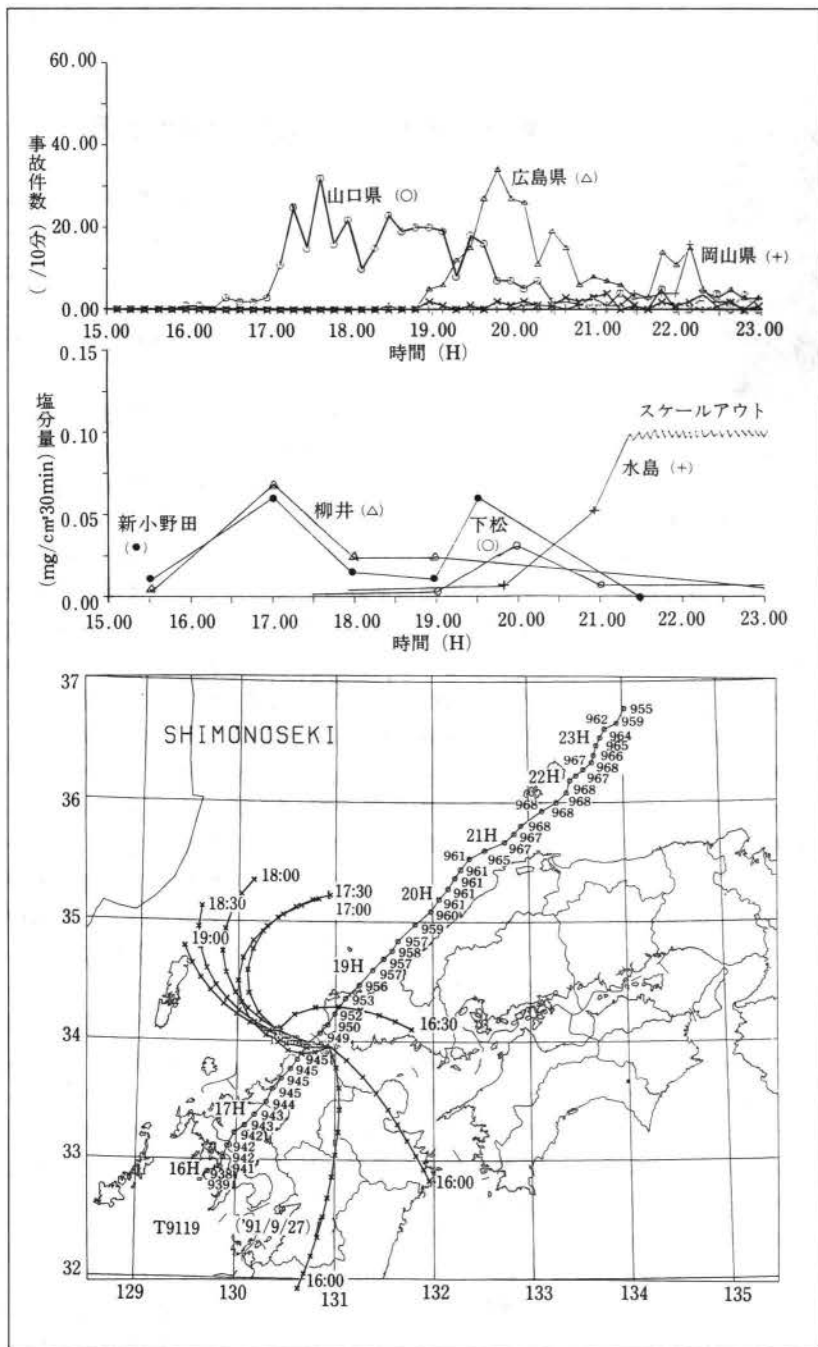 60.00
40.00
20.00
0.00
事故件数
( /10分)
山口県 (○)
広島県 (△)
岡山県 (+)
15.00 16.00 17.00 18.00 19.00 20.00 21.00 22.00 23.00
時間 (H)
0.15
0.10
0.05
0.00
塩分量
(mg/cm²30min)
スケールアウト
水島 (+)
柳井 (△)
新小野田
(●)
下松
(○)
15.00 16.00 17.00 18.00 19.00 20.00 21.00 22.00 23.00
時間 (H)
37
36
35
34
33
32
SHIMONOSEKI
955
962 959
23H 964
965
966
967 968
22H 967
968
968 968
968
21H 967
967
961 965
961
961
20H 961
961
960
959
957
958
19H 957
957
956
953
952
950
949
945
945
945
945
17H 944
943
943
942
942
942
16H 941
938
939
18:00
18:30
17:30
17:00
19:00
16:30
16:00
T9119 ('91/9/27)
16:00
129 130 131 132 133 134 135